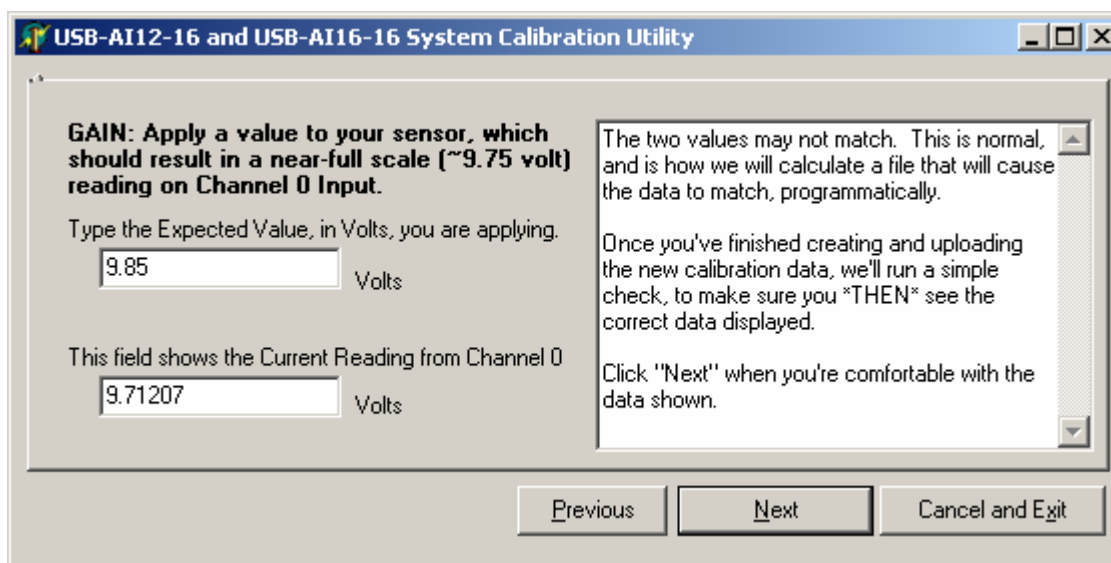 USB-AI12-16 and USB-AI16-16 System Calibration Utility
GAIN: Apply a value to your sensor, which
should result in a near-full scale (~9.75 volt)
reading on Channel 0 Input.
Type the Expected Value, in Volts, you are applying.
9.85
Volts
This field shows the Current Reading from Channel 0
9.71207
Volts
The two values may not match.  This is normal,
and is how we will calculate a file that will cause
the data to match, programmatically.
Once you've finished creating and uploading
the new calibration data, we'll run a simple
check, to make sure you *THEN* see the
correct data displayed.
Click "Next" when you're comfortable with the
data shown.
Previous
Next
Cancel and Exit